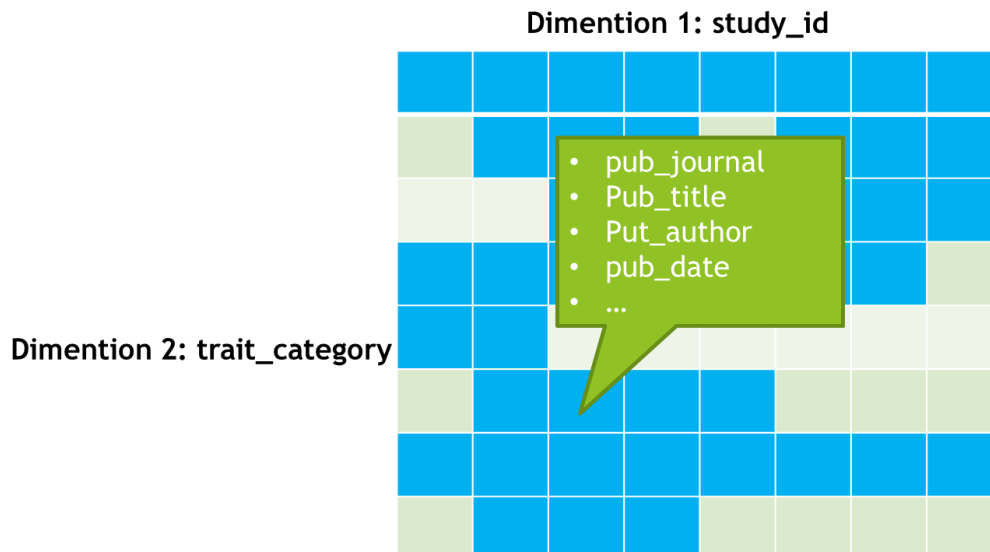 Dimention 1: study_id
• pub_journal
• Pub_title
• Put_author
• pub_date
• ...
Dimention 2: trait_category